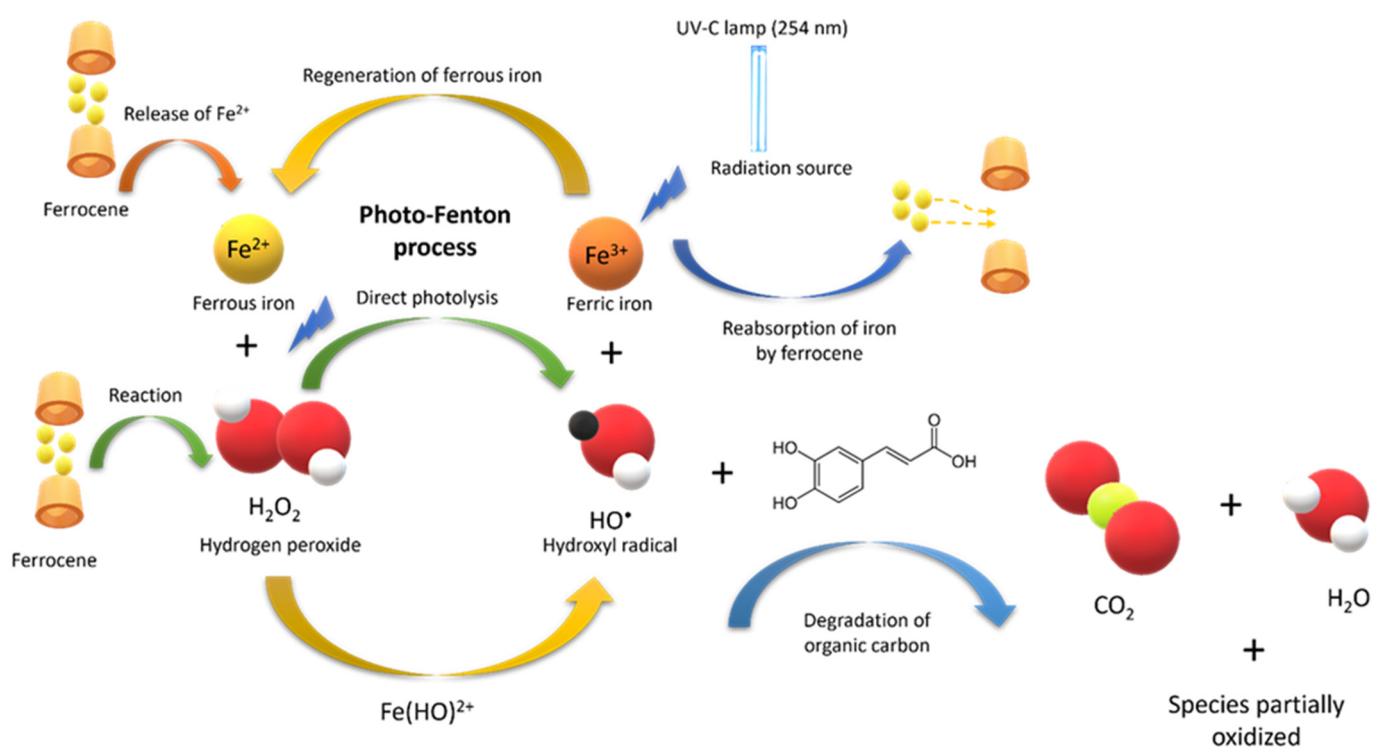 UV-C lamp (254 nm)
Regeneration of ferrous iron
Release of Fe²⁺
Radiation source
Ferrocene
Photo-Fenton
process
Fe²⁺
Fe³⁺
Ferrous iron
Direct photolysis
Ferric iron
+
+
Reabsorption of iron
by ferrocene
Reaction
HO
HO
O
OH
+
+
H₂O₂
Hydrogen peroxide
HO•
Hydroxyl radical
Ferrocene
CO₂
H₂O
Degradation of
organic carbon
+
Species partially
oxidized
Fe(HO)²⁺